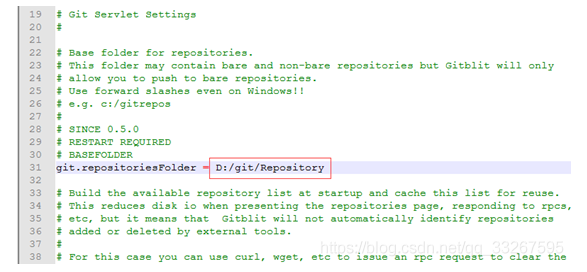 19 # Git Servlet Settings
20 #
21
22 # Base folder for repositories.
23 # This folder may contain bare and non-bare repositories but Gitblit will only
24 # allow you to push to bare repositories.
25 # Use forward slashes even on Windows!!
26 # e.g. c:/gitrepos
27 #
28 # SINCE 0.5.0
29 # RESTART REQUIRED
30 # BASEFOLDER
31 git.repositoriesFolder = D:/git/Repository
32
33 # Build the available repository list at startup and cache this list for reuse.
34 # This reduces disk io when presenting the repositories page, responding to rpcs,
35 # etc, but it means that  Gitblit will not automatically identify repositories
36 # added or deleted by external tools.
37 #
38 # For this case you can use curl, wget, etc to issue an rpc request to clear the
https://blog.csdn.net/qq_33267595